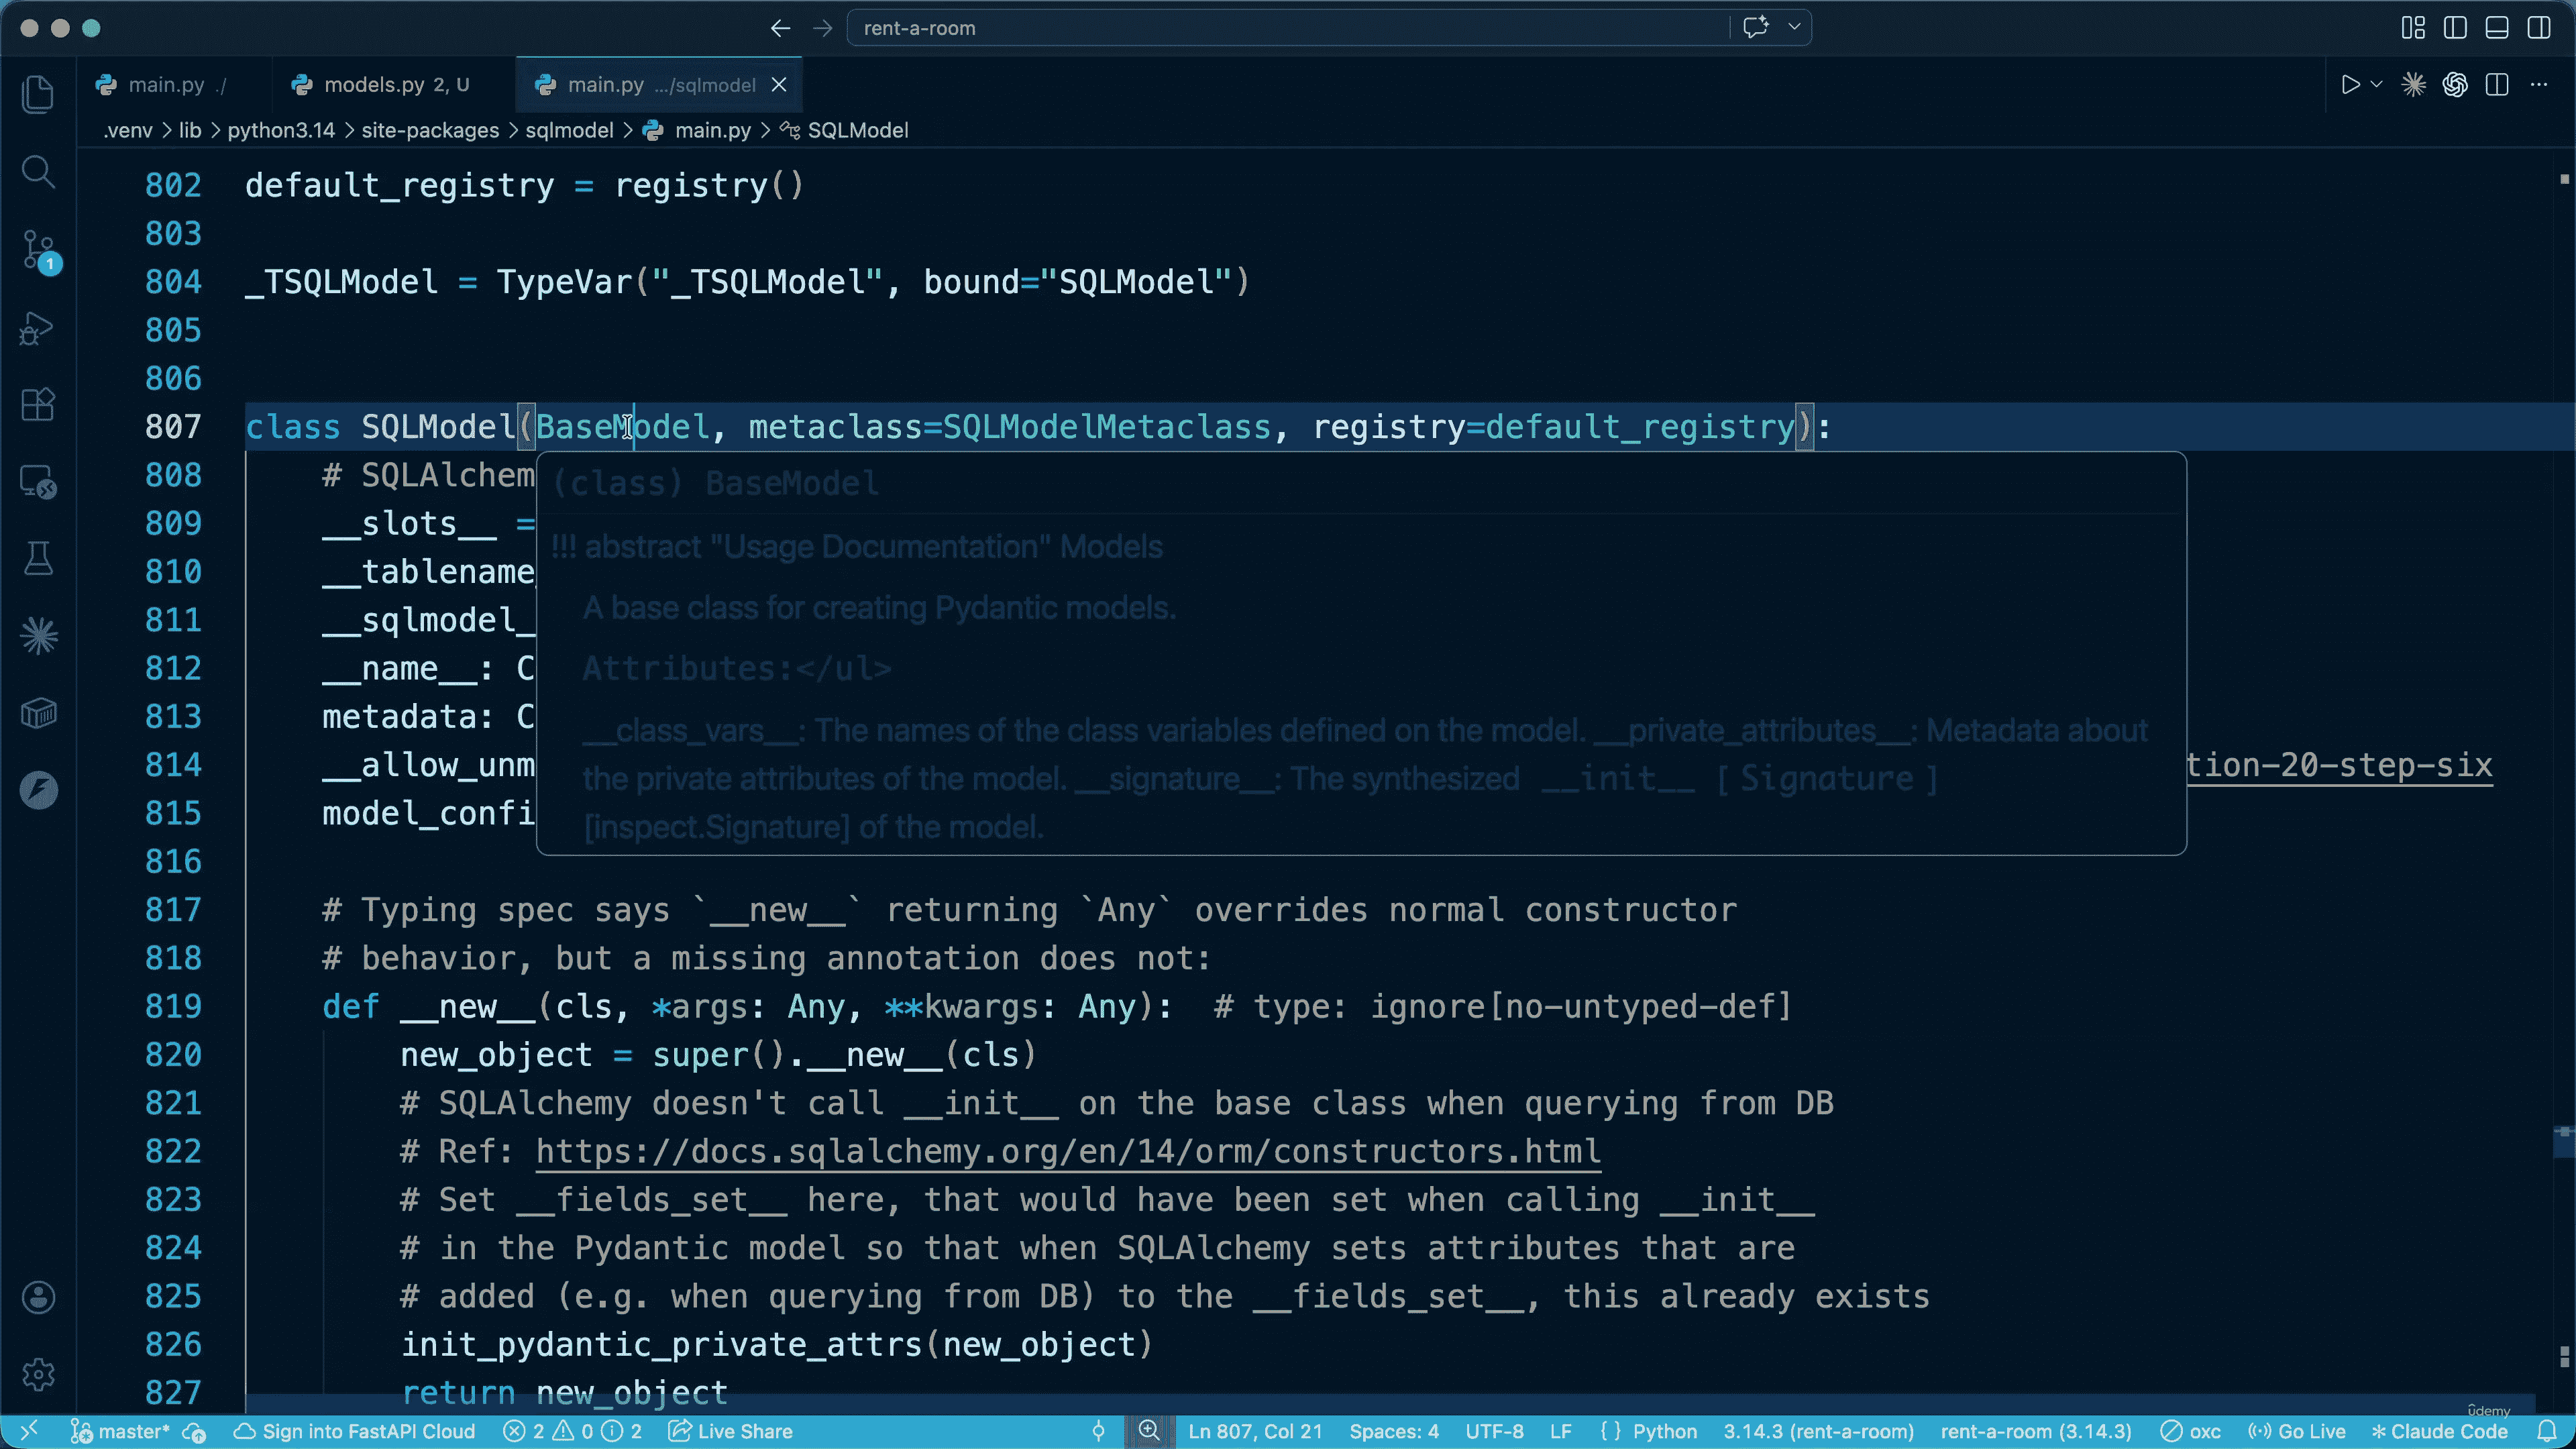 rent-a-room
main.py ./
models.py 2, U
main.py .../sqlmodel
.venv > lib > python3.14 > site-packages > sqlmodel > main.py > SQLModel
802 default_registry = registry()
803
804 _TSQLModel = TypeVar("_TSQLModel", bound="SQLModel")
805
806
807 class SQLModel(BaseModel, metaclass=SQLModelMetaclass, registry=default_registry):
808 # SQLAlchem
(class) BaseModel
809 __slots__ =
!!! abstract "Usage Documentation" Models
810 __tablename_
A base class for creating Pydantic models.
811 __sqlmodel_
812 __name__: C
Attributes:</ul>
813 metadata: C
__class_vars__: The names of the class variables defined on the model. __private_attributes__: Metadata about
814 __allow_unm
tion-20-step-six
the private attributes of the model. __signature__: The synthesized __init__ [ Signature ]
815 model_confi
[inspect.Signature] of the model.
816
817 # Typing spec says `__new__` returning `Any` overrides normal constructor
818 # behavior, but a missing annotation does not:
819 def __new__(cls, *args: Any, **kwargs: Any): # type: ignore[no-untyped-def]
820 new_object = super().__new__(cls)
821 # SQLAlchemy doesn't call __init__ on the base class when querying from DB
822 # Ref: https://docs.sqlalchemy.org/en/14/orm/constructors.html
823 # Set __fields_set__ here, that would have been set when calling __init__
824 # in the Pydantic model so that when SQLAlchemy sets attributes that are
825 # added (e.g. when querying from DB) to the __fields_set__, this already exists
826 init_pydantic_private_attrs(new_object)
827 return new_object
udemy
1
master* Sign into FastAPI Cloud 2 0 2 Live Share Ln 807, Col 21 Spaces: 4 UTF-8 LF { } Python 3.14.3 (rent-a-room) rent-a-room (3.14.3) oxc Go Live Claude Code